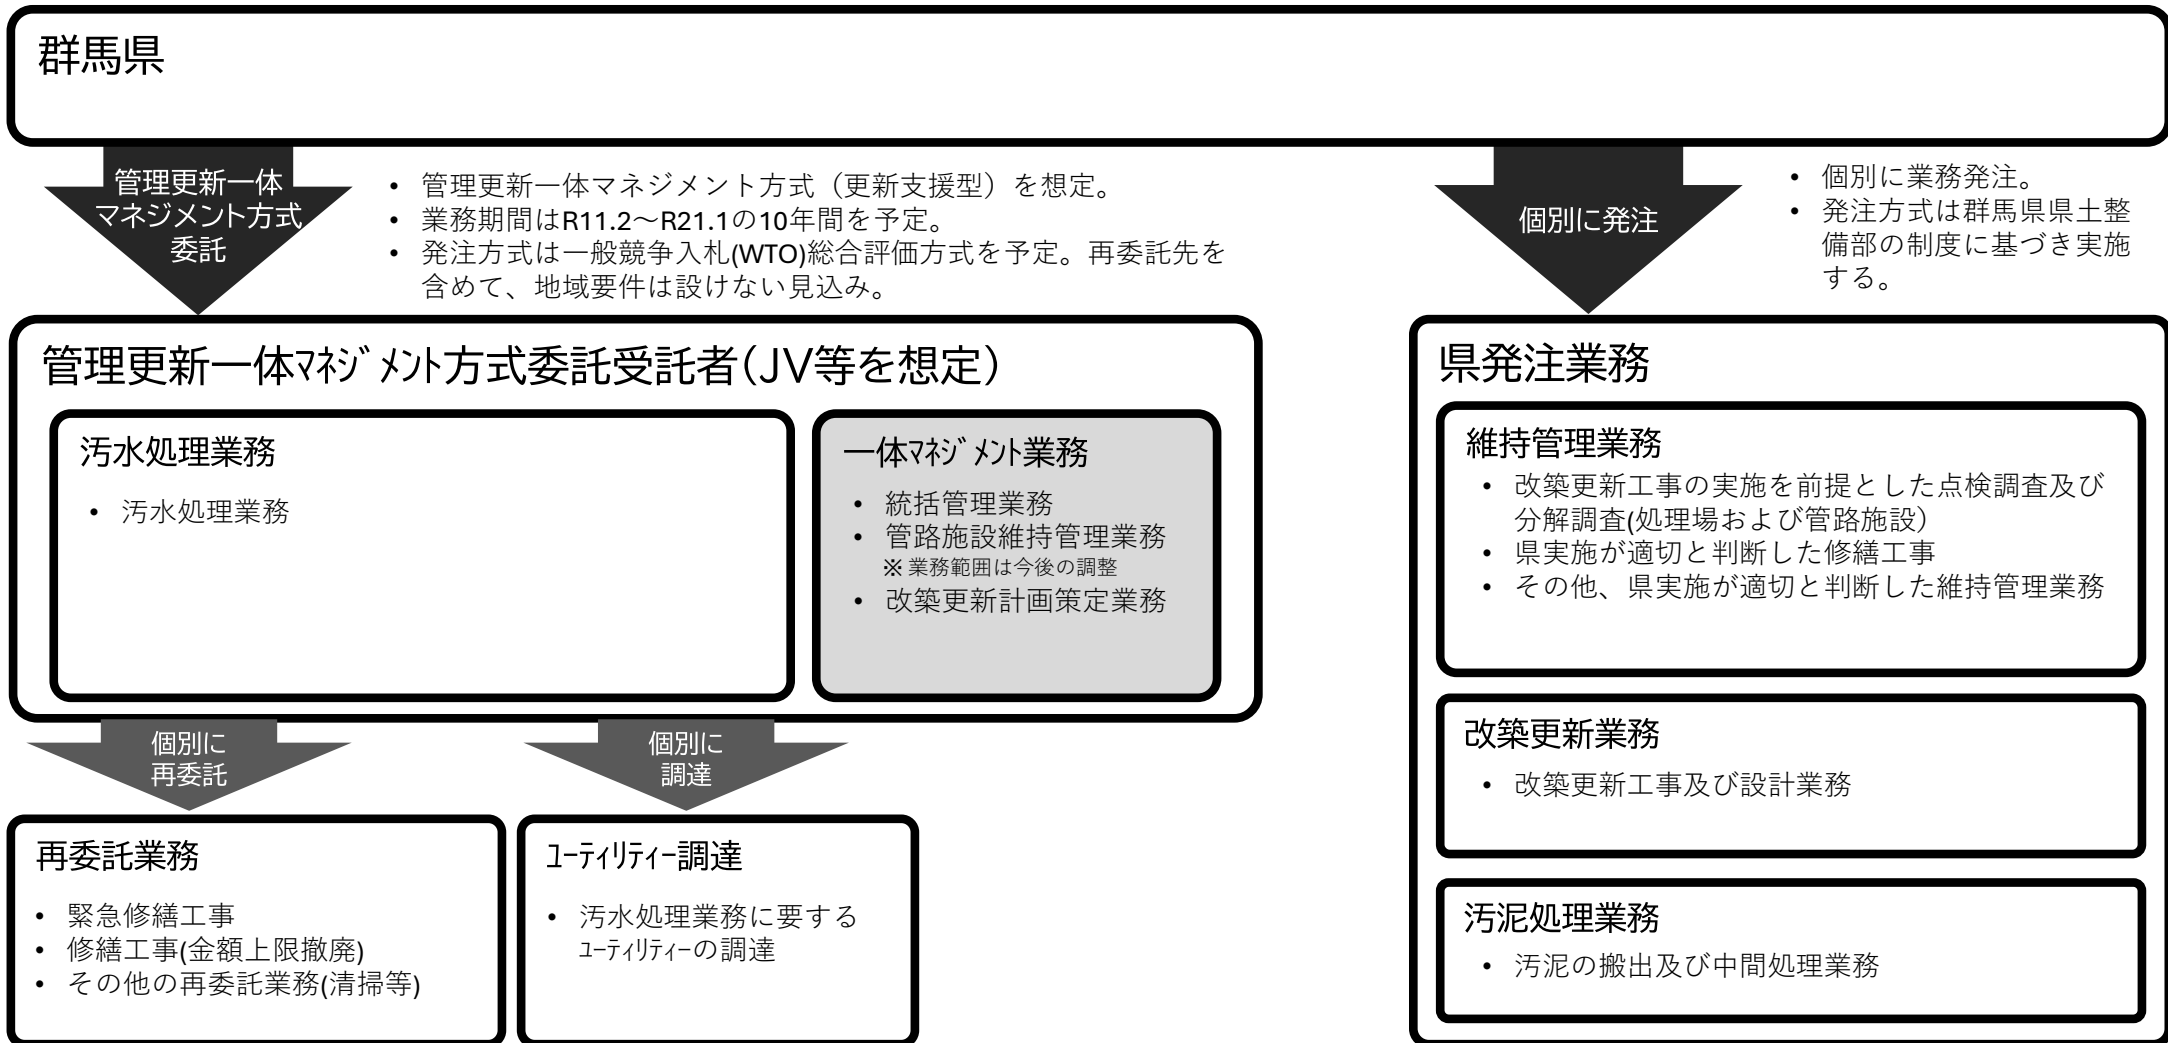 群馬県
管理更新一体
マネジメント方式
委託
• 管理更新一体マネジメント方式（更新支援型）を想定。
• 業務期間はR11.2～R21.1の10年間を予定。
• 発注方式は一般競争入札(WTO)総合評価方式を予定。再委託先を
含めて、地域要件は設けない見込み。
個別に発注
• 個別に業務発注。
• 発注方式は群馬県県土整
備部の制度に基づき実施
する。
管理更新一体ﾏﾈｼﾞﾒﾝﾄ方式委託受託者(JV等を想定)
汚水処理業務
• 汚水処理業務
一体ﾏﾈｼﾞﾒﾝﾄ業務
• 統括管理業務
• 管路施設維持管理業務
※ 業務範囲は今後の調整
• 改築更新計画策定業務
個別に
再委託
個別に
調達
再委託業務
• 緊急修繕工事
• 修繕工事(金額上限撤廃)
• その他の再委託業務(清掃等)
ﾕｰﾃｨﾘﾃｨｰ調達
• 汚水処理業務に要する
ﾕｰﾃｨﾘﾃｨｰの調達
県発注業務
維持管理業務
• 改築更新工事の実施を前提とした点検調査及び
分解調査(処理場および管路施設）
• 県実施が適切と判断した修繕工事
• その他、県実施が適切と判断した維持管理業務
改築更新業務
• 改築更新工事及び設計業務
汚泥処理業務
• 汚泥の搬出及び中間処理業務